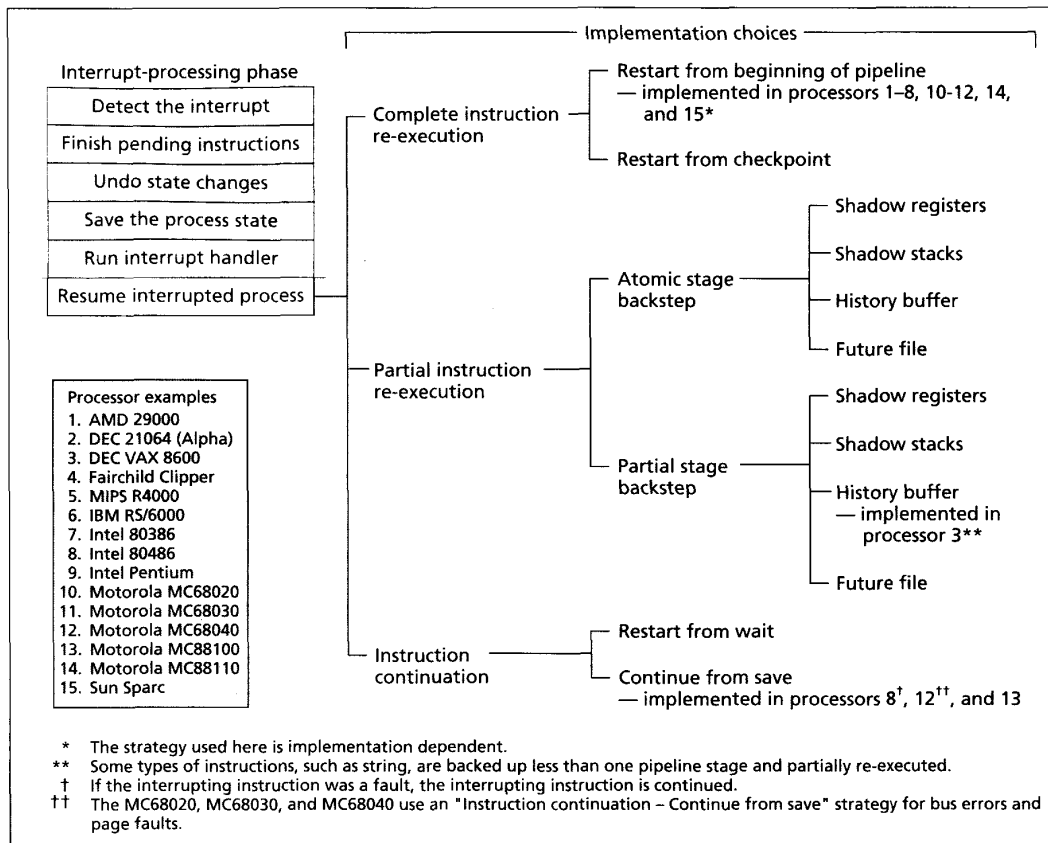 Implementation choices
Interrupt-processing phase
Detect the interrupt
Finish pending instructions
Undo state changes
Save the process state
Run interrupt handler
Resume interrupted process
Complete instruction
re-execution
Restart from beginning of pipeline
— implemented in processors 1–8, 10-12, 14,
and 15*
Restart from checkpoint
Partial instruction
re-execution
Atomic stage
backstep
Shadow registers
Shadow stacks
History buffer
Future file
Partial stage
backstep
Shadow registers
Shadow stacks
History buffer
— implemented in
processor 3**
Future file
Instruction
continuation
Restart from wait
Continue from save
— implemented in processors 8†, 12††, and 13
Processor examples
1. AMD 29000
2. DEC 21064 (Alpha)
3. DEC VAX 8600
4. Fairchild Clipper
5. MIPS R4000
6. IBM RS/6000
7. Intel 80386
8. Intel 80486
9. Intel Pentium
10. Motorola MC68020
11. Motorola MC68030
12. Motorola MC68040
13. Motorola MC88100
14. Motorola MC88110
15. Sun Sparc
* The strategy used here is implementation dependent.
** Some types of instructions, such as string, are backed up less than one pipeline stage and partially re-executed.
† If the interrupting instruction was a fault, the interrupting instruction is continued.
†† The MC68020, MC68030, and MC68040 use an "Instruction continuation – Continue from save" strategy for bus errors and
page faults.